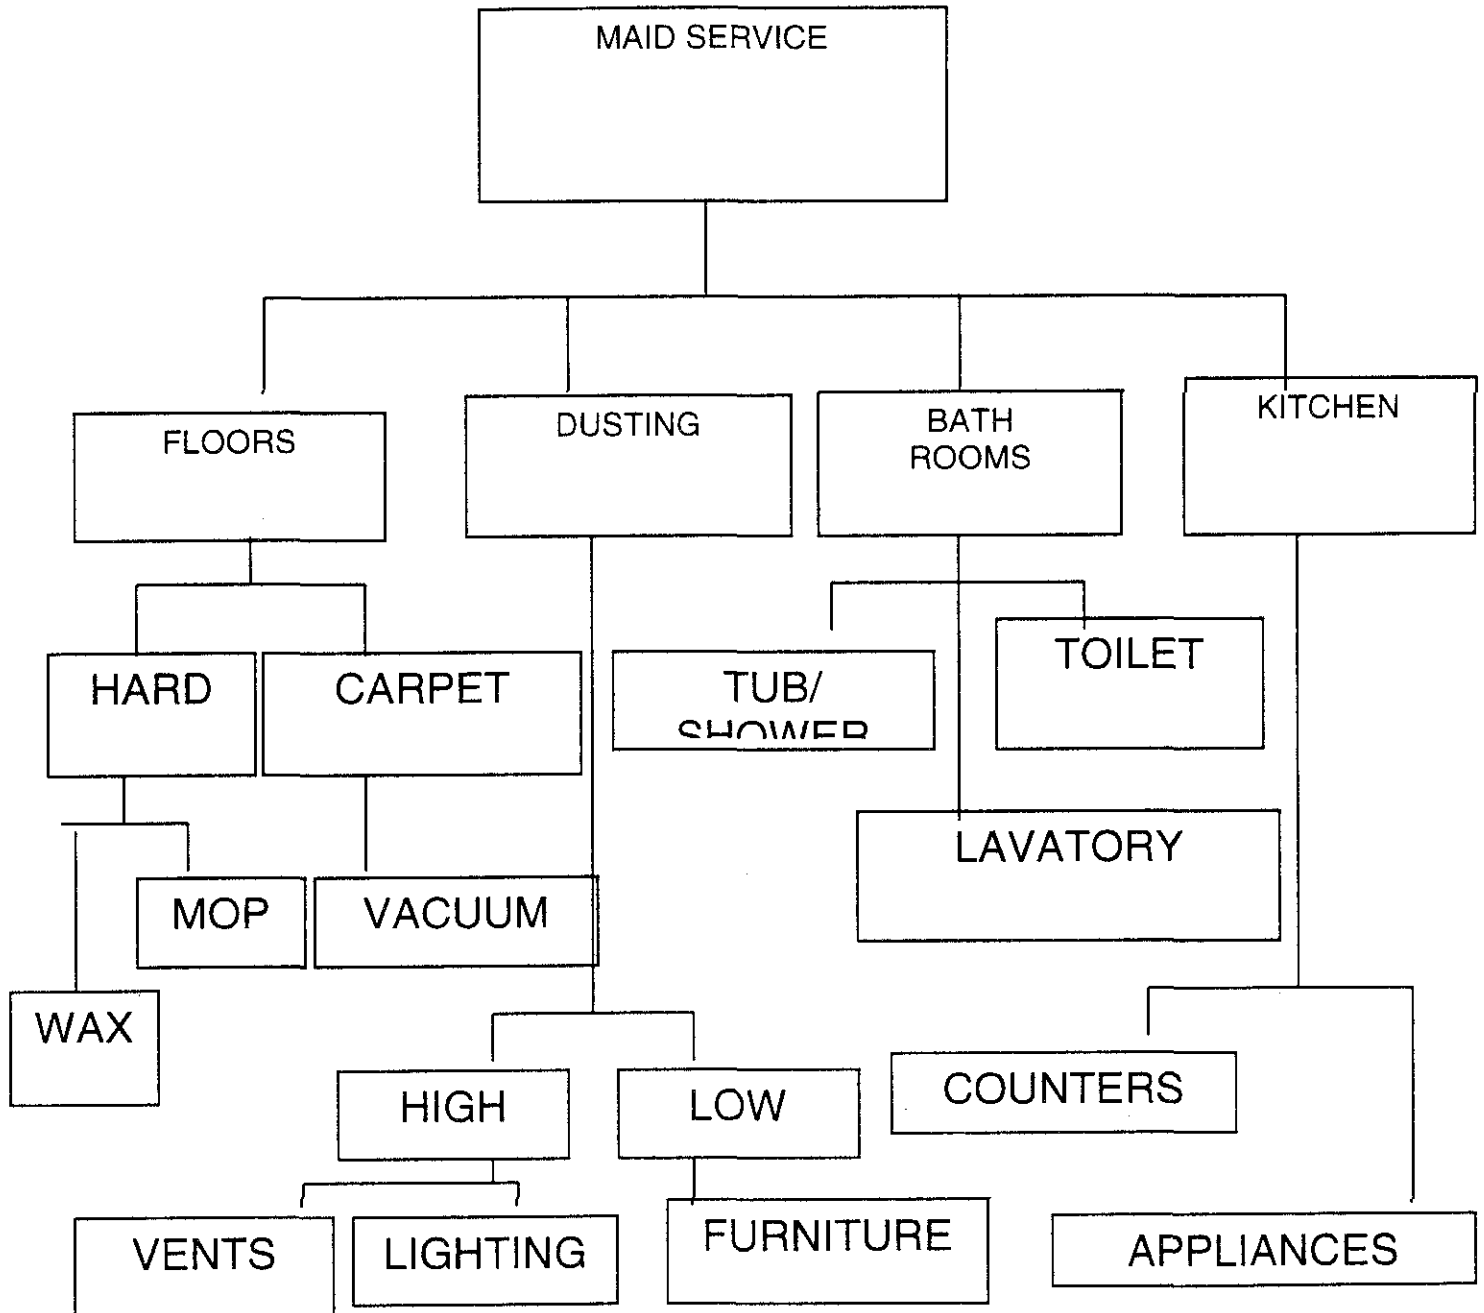 MAID SERVICE
FLOORS
DUSTING
BATH
ROOMS
KITCHEN
HARD
CARPET
TUB/
SHOWER
TOILET
LAVATORY
MOP
VACUUM
WAX
HIGH
LOW
COUNTERS
VENTS
LIGHTING
FURNITURE
APPLIANCES